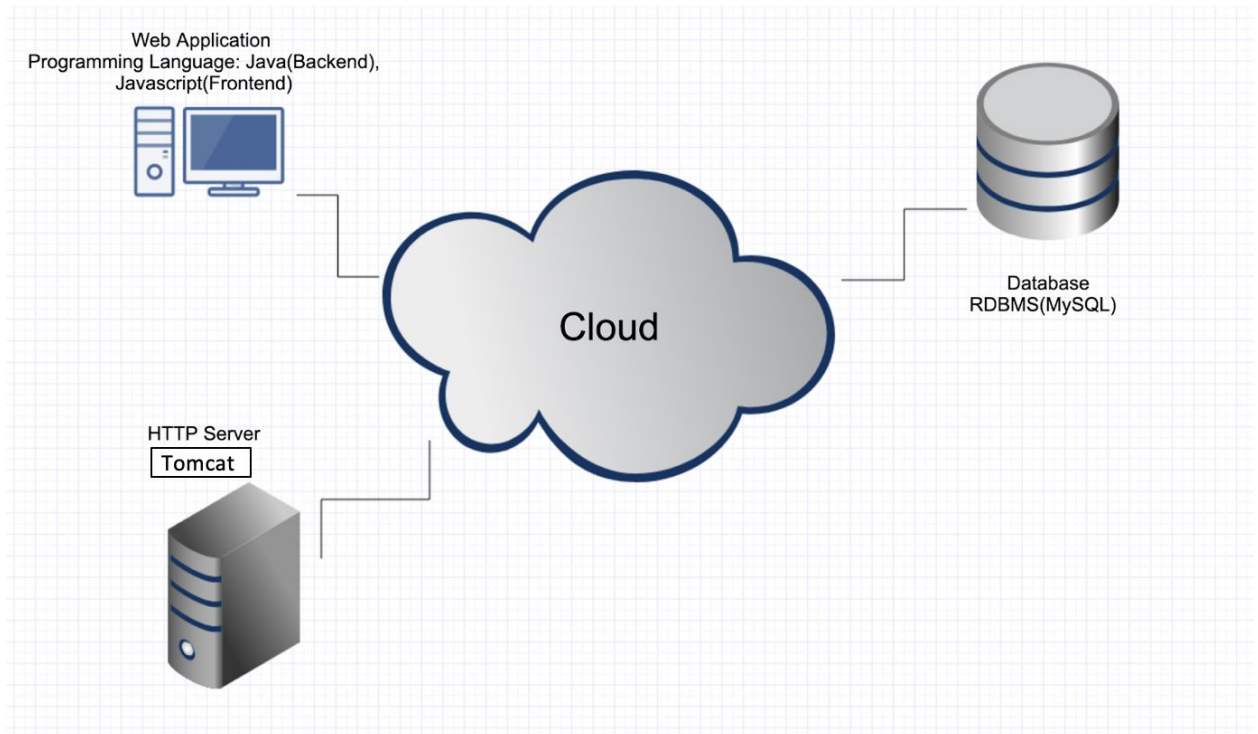 Web Application
Programming Language: Java(Backend),
Javascript(Frontend)
Cloud
Database
RDBMS(MySQL)
HTTP Server
Tomcat